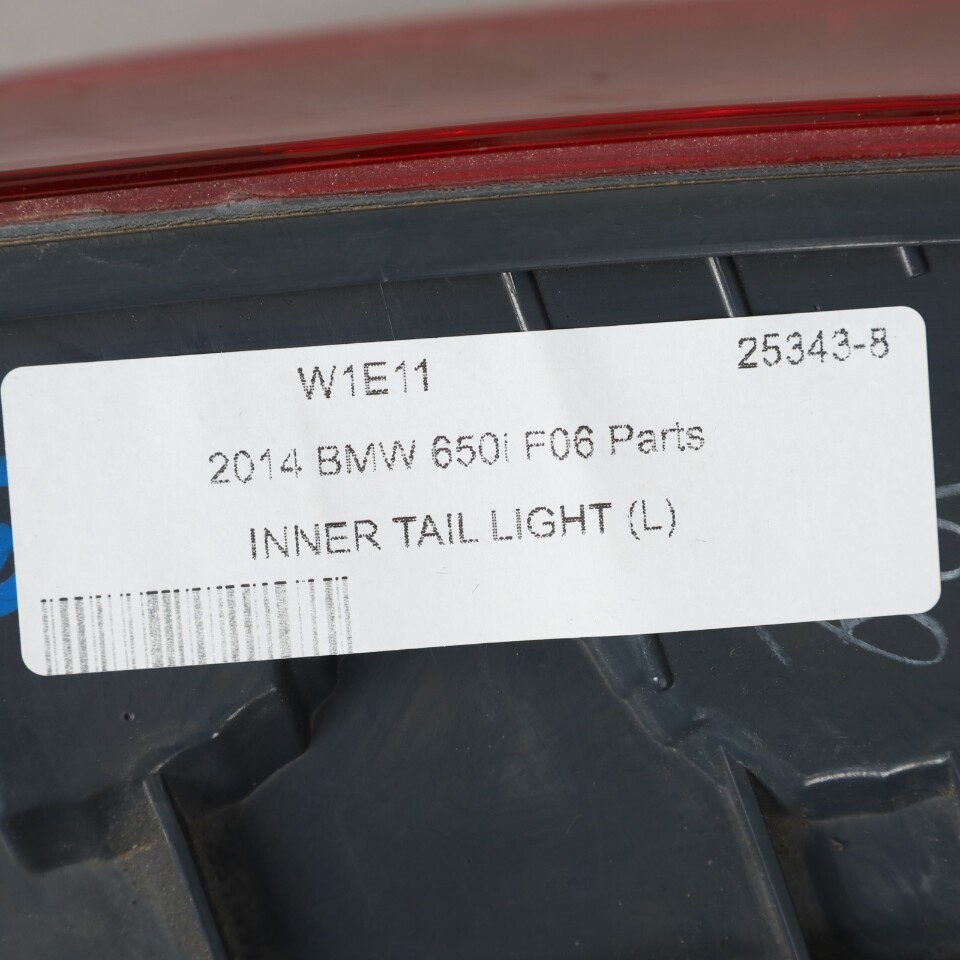 W1E11 25343-8
2014 BMW 650i F06 Parts
INNER TAIL LIGHT (L)